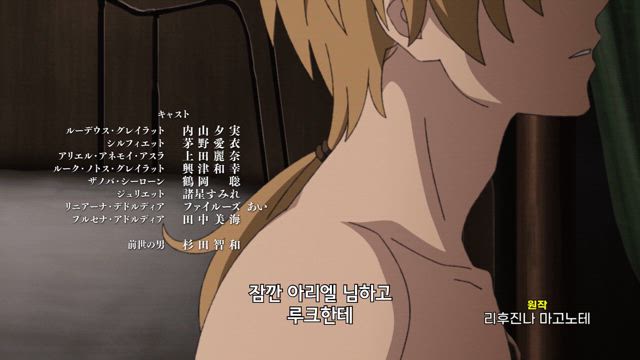 キャスト
ルーデウス・グレイラット 内山夕実
シルフィエット 茅野愛衣
アリエル・アネモイ・アスラ 上田麗奈
ルーク・ノトス・グレイラット 興津和幸
ザノバ・シーローン 鶴岡 聡
ジュリエット 諸星すみれ
リニアーナ・デドルディア ファイルーズ あい
プルセナ・アドルディア 田中美海
前世の男 杉田智和
잠깐 아리엘 님하고
루크한테
원작
리후진나 마고노테